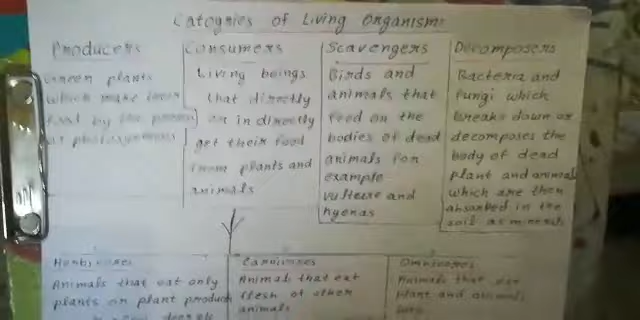 Catogries of Living Organisms
Producers
Green plants
which make their
food by the process
of photosynthesis
Consumers
Living beings
that directly
or in directly
get their food
from plants and
animals
Scavengers
Birds and
animals that
feed on the
bodies of dead
animals for
example
vulture and
hyenas
Decomposers
Bacteria and
fungi which
breaks down or
decomposes the
body of dead
plant and animal
which are then
absorbed in the
soil as minerals
Herbivores
Animals that eat only
plants or plant product
Carnivores
Animals that eat
flesh of other
animals
Omnivores
Animals that eat
plant and animals